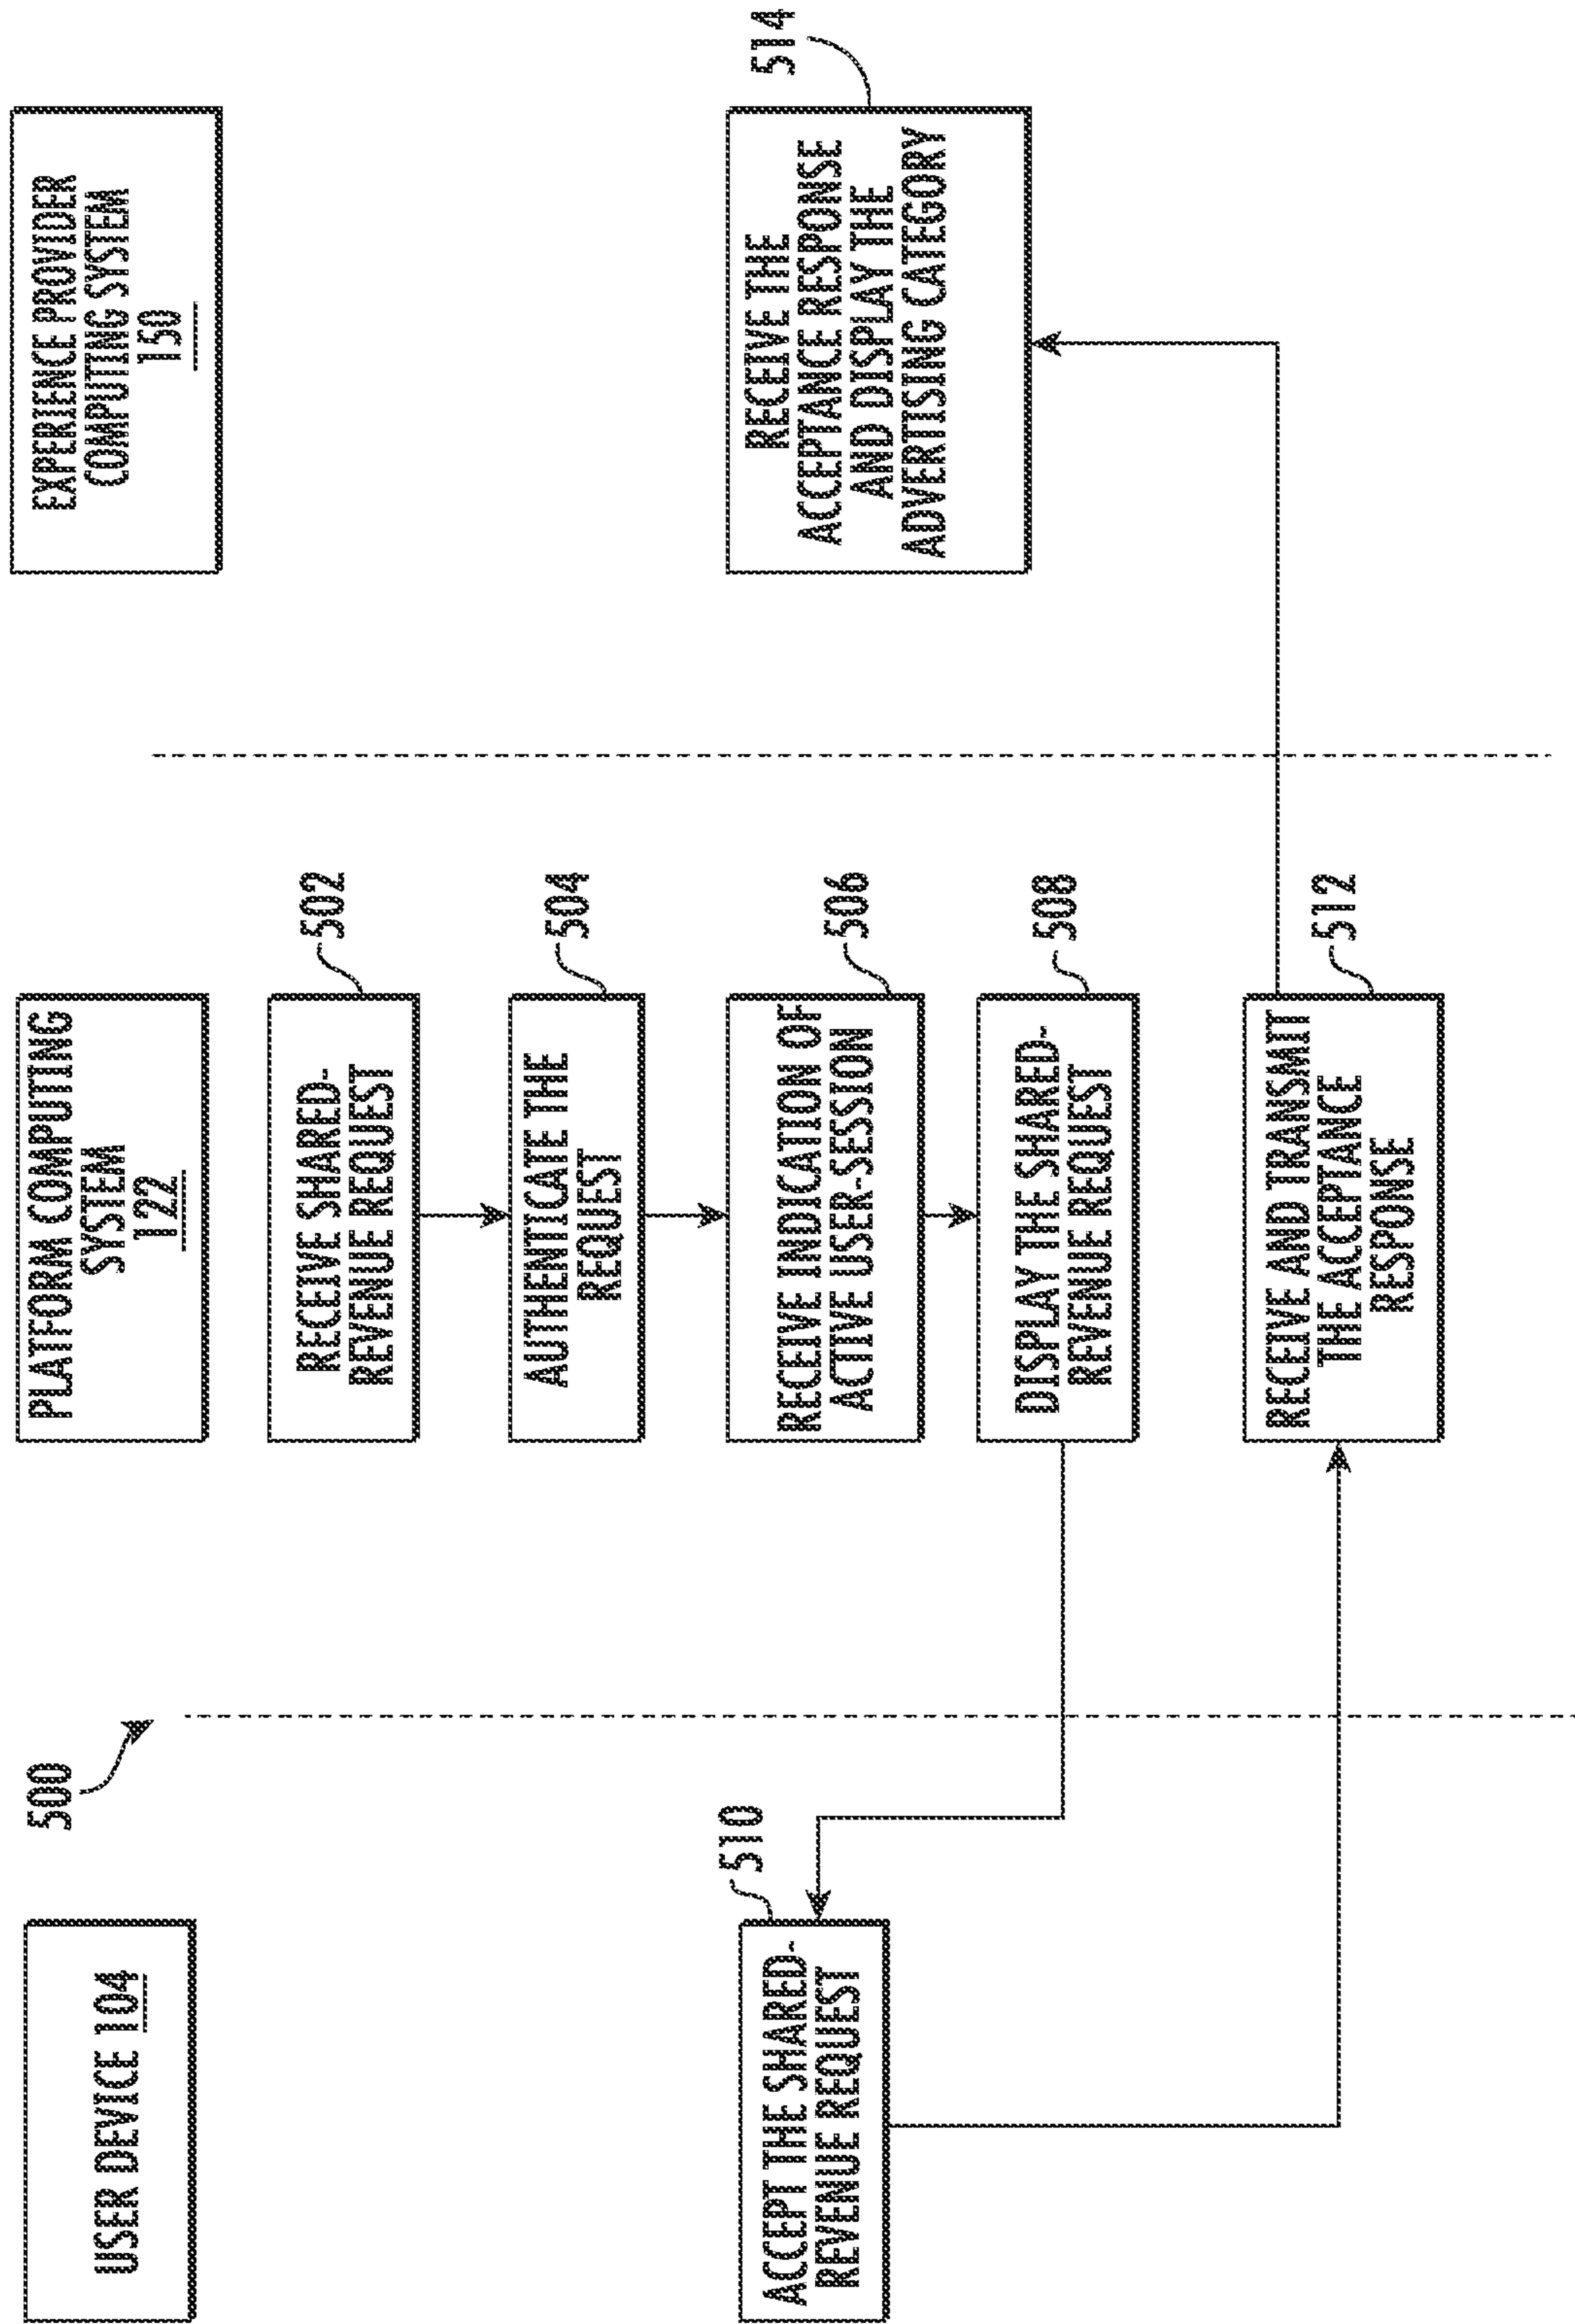 500
USER DEVICE 104
PLATFORM COMPUTING
SYSTEM
122
EXPERIENCE PROVIDER
COMPUTING SYSTEM
150
RECEIVE SHARED-
REVENUE REQUEST
502
AUTHENTICATE THE
REQUEST
504
RECEIVE INDICATION OF
ACTIVE USER-SESSION
506
DISPLAY THE SHARED-
REVENUE REQUEST
508
ACCEPT THE SHARED-
REVENUE REQUEST
510
RECEIVE AND TRANSMIT
THE ACCEPTANCE
RESPONSE
512
RECEIVE THE
ACCEPTANCE RESPONSE
AND DISPLAY THE
ADVERTISING CATEGORY
514